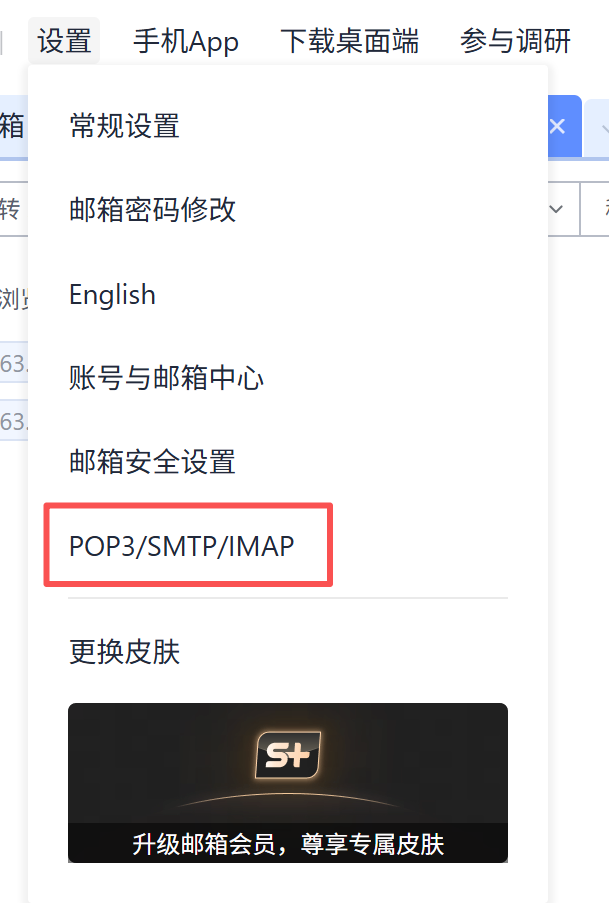 设置 手机App 下载桌面端 参与调研
箱
常规设置
转
邮箱密码修改
English
浏览
63.
账号与邮箱中心
63.
邮箱安全设置
POP3/SMTP/IMAP
更换皮肤
S+
升级邮箱会员，尊享专属皮肤